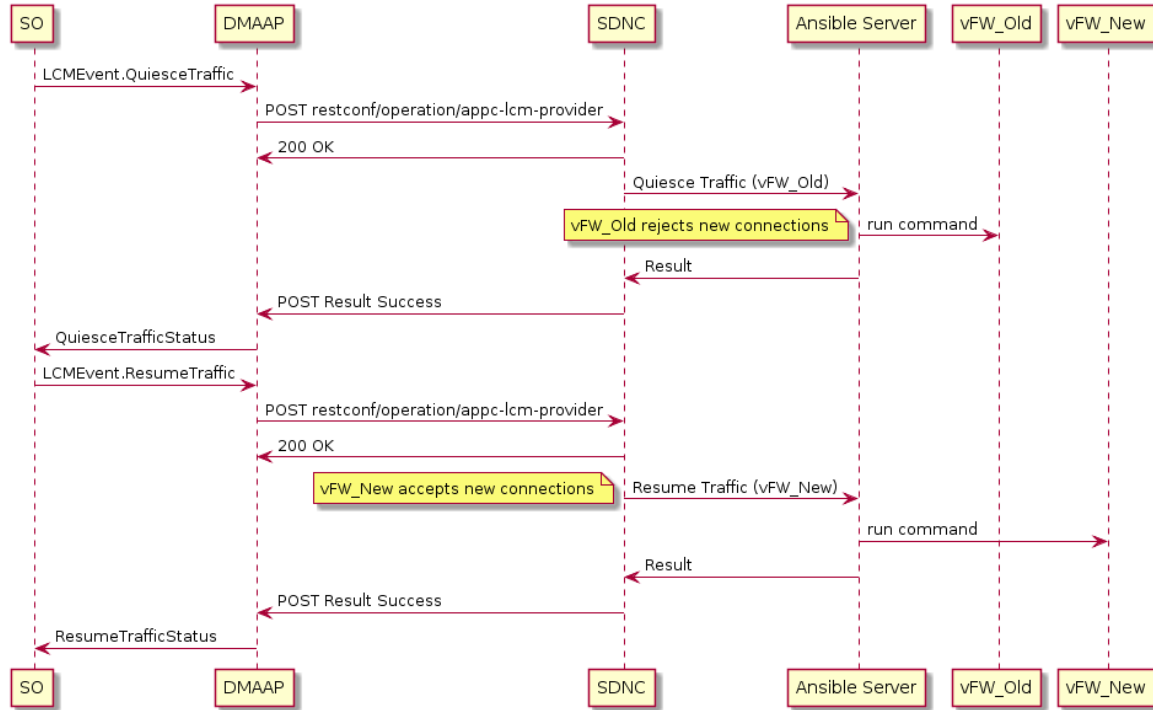 SO
DMAAP
SDNC
Ansible Server
vFW_Old
vFW_New
LCMEvent.QuiesceTraffic
POST restconf/operation/appc-lcm-provider
200 OK
Quiesce Traffic (vFW_Old)
vFW_Old rejects new connections
run command
Result
POST Result Success
QuiesceTrafficStatus
LCMEvent.ResumeTraffic
POST restconf/operation/appc-lcm-provider
200 OK
vFW_New accepts new connections
Resume Traffic (vFW_New)
run command
Result
POST Result Success
ResumeTrafficStatus
SO
DMAAP
SDNC
Ansible Server
vFW_Old
vFW_New